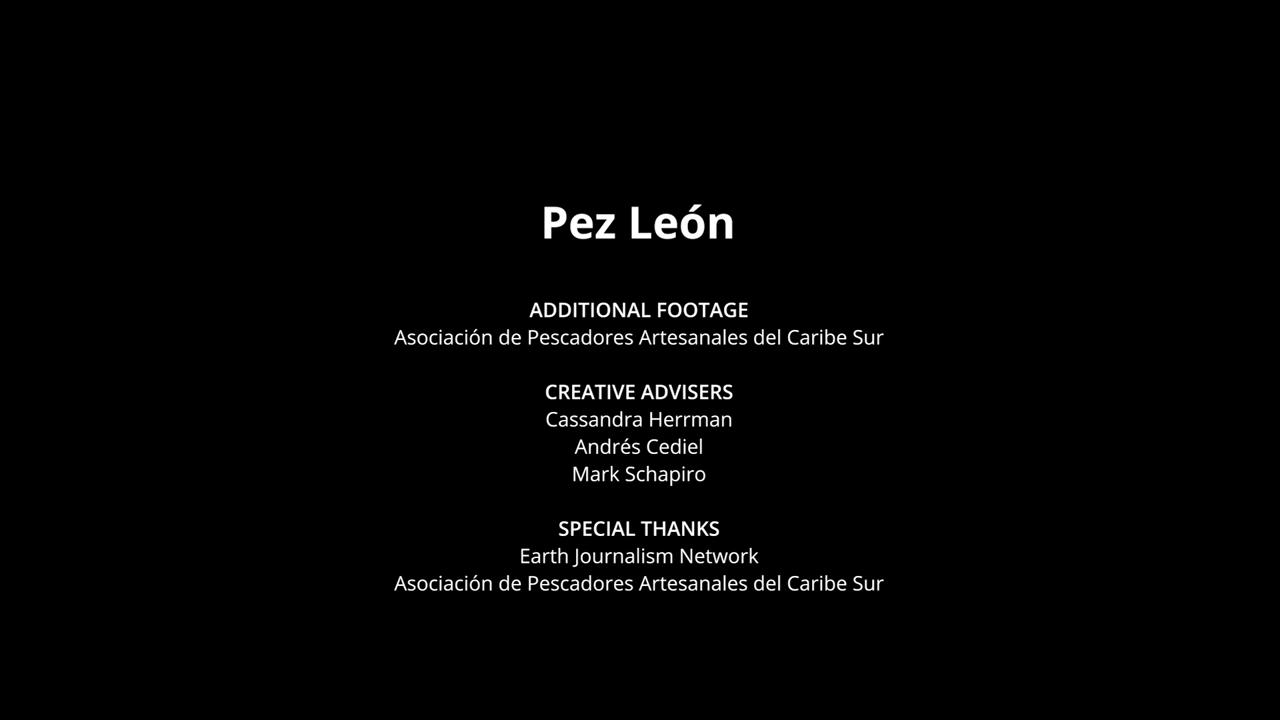 Pez León
ADDITIONAL FOOTAGE
Asociación de Pescadores Artesanales del Caribe Sur
CREATIVE ADVISERS
Cassandra Herrman
Andrés Cediel
Mark Schapiro
SPECIAL THANKS
Earth Journalism Network
Asociación de Pescadores Artesanales del Caribe Sur